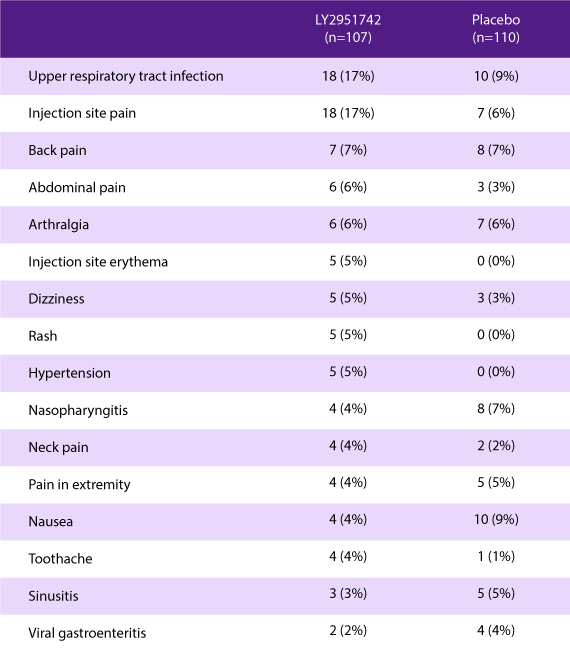 LY2951742 Placebo
(n=107) (n=110)
Upper respiratory tract infection 18 (17%) 10 (9%)
Injection site pain 18 (17%) 7 (6%)
Back pain 7 (7%) 8 (7%)
Abdominal pain 6 (6%) 3 (3%)
Arthralgia 6 (6%) 7 (6%)
Injection site erythema 5 (5%) 0 (0%)
Dizziness 5 (5%) 3 (3%)
Rash 5 (5%) 0 (0%)
Hypertension 5 (5%) 0 (0%)
Nasopharyngitis 4 (4%) 8 (7%)
Neck pain 4 (4%) 2 (2%)
Pain in extremity 4 (4%) 5 (5%)
Nausea 4 (4%) 10 (9%)
Toothache 4 (4%) 1 (1%)
Sinusitis 3 (3%) 5 (5%)
Viral gastroenteritis 2 (2%) 4 (4%)